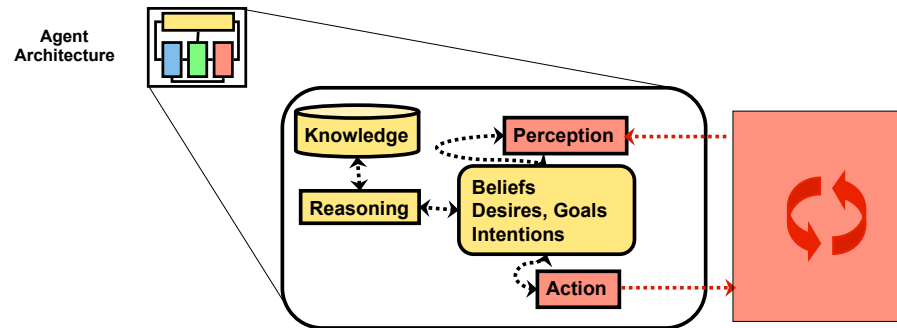 Agent
Architecture
Knowledge
Perception
Reasoning
Beliefs
Desires, Goals
Intentions
Action